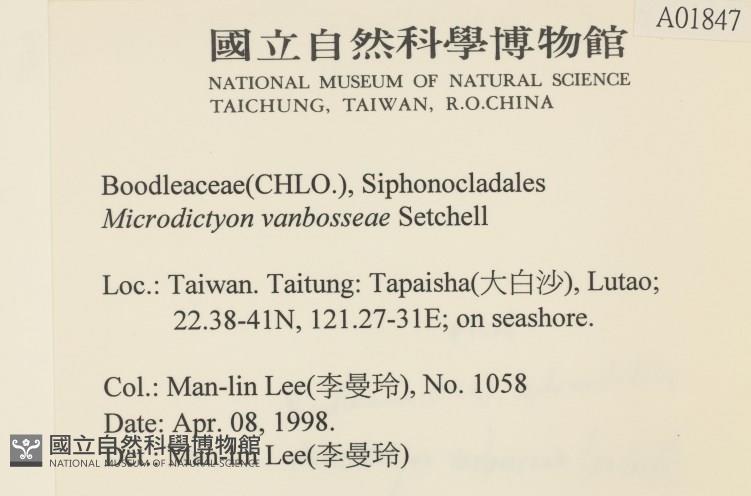 A01847
國立自然科學博物館
NATIONAL MUSEUM OF NATURAL SCIENCE
TAICHUNG, TAIWAN, R.O.CHINA
Boodleaceae(CHLO.), Siphonocladales
Microdictyon vanbosseae Setchell
Loc.: Taiwan. Taitung: Tapaisha(大白沙), Lutao;
22.38-41N, 121.27-31E; on seashore.
Col.: Man-lin Lee(李曼玲), No. 1058
Date: Apr. 08, 1998.
Det.: Man-lin Lee(李曼玲)
國立自然科學博物館
NATIONAL MUSEUM OF NATURAL SCIENCE